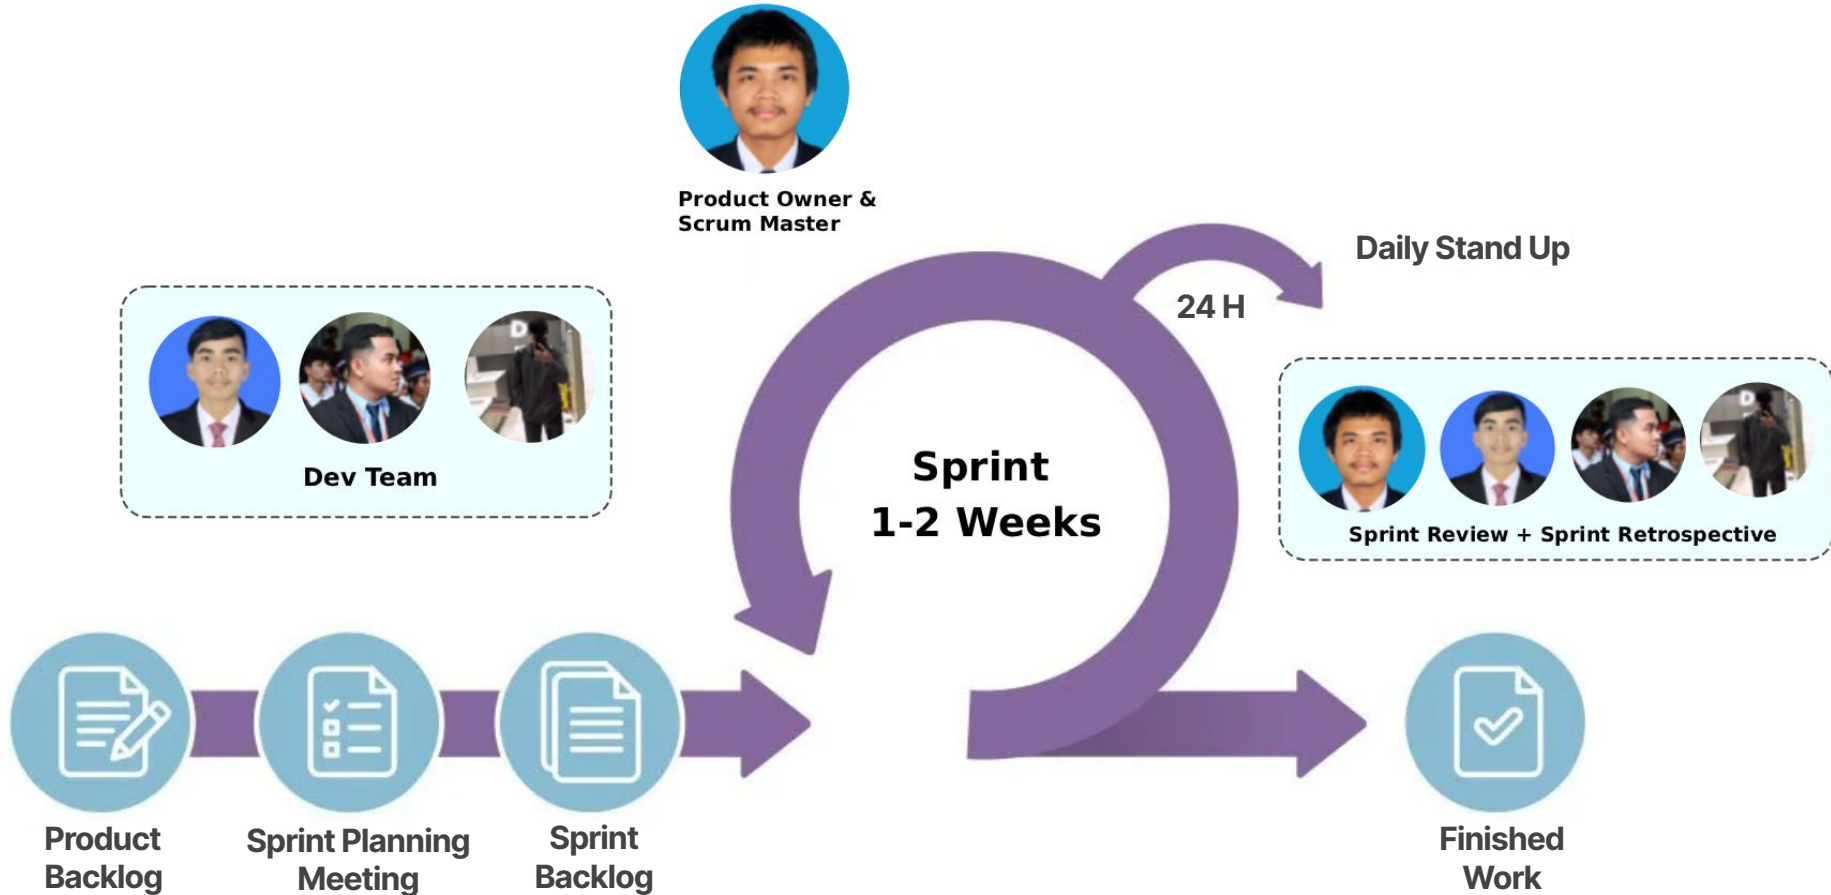 Product Owner &
Scrum Master
Daily Stand Up
24 H
Dev Team
Sprint
1-2 Weeks
Sprint Review + Sprint Retrospective
Product
Backlog
Sprint Planning
Meeting
Sprint
Backlog
Finished
Work